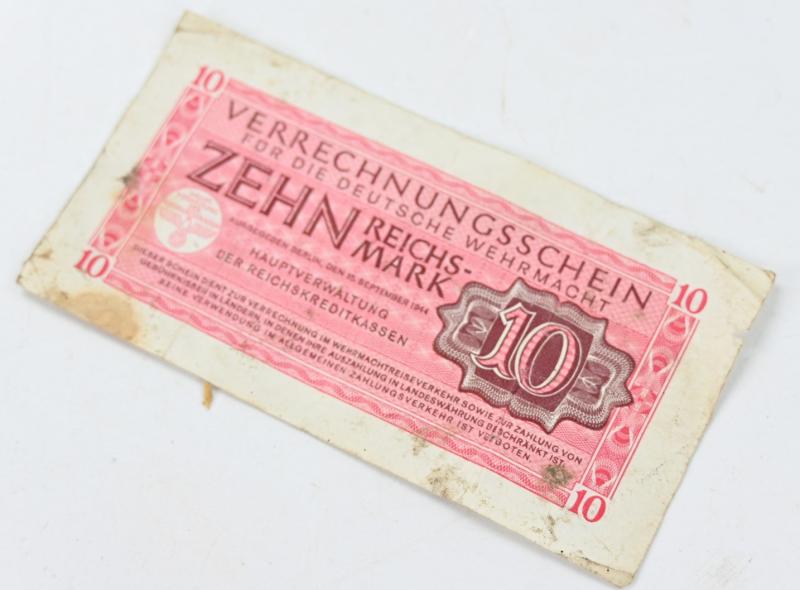 10
10
VERRECHNUNGSSCHEIN
FÜR DIE DEUTSCHE WEHRMACHT
ZEHN REICHS-
MARK
AUSGEGEBEN BERLIN, DEN 15. SEPTEMBER 1944
HAUPTVERWALTUNG
DER REICHSKREDITKASSEN
10
DIESER SCHEIN DIENT ZUR VERRECHNUNG IM WEHRMACHTREISEVERKEHR SOWIE ZUR ZAHLUNG VON
GEBÜHRNISSEN IN LÄNDERN, IN DENEN IHRE AUSZAHLUNG IN LANDESWÄHRUNG BESCHRÄNKT IST.
SEINE VERWENDUNG IM ALLGEMEINEN ZAHLUNGSVERKEHR IST VERBOTEN.
10
10